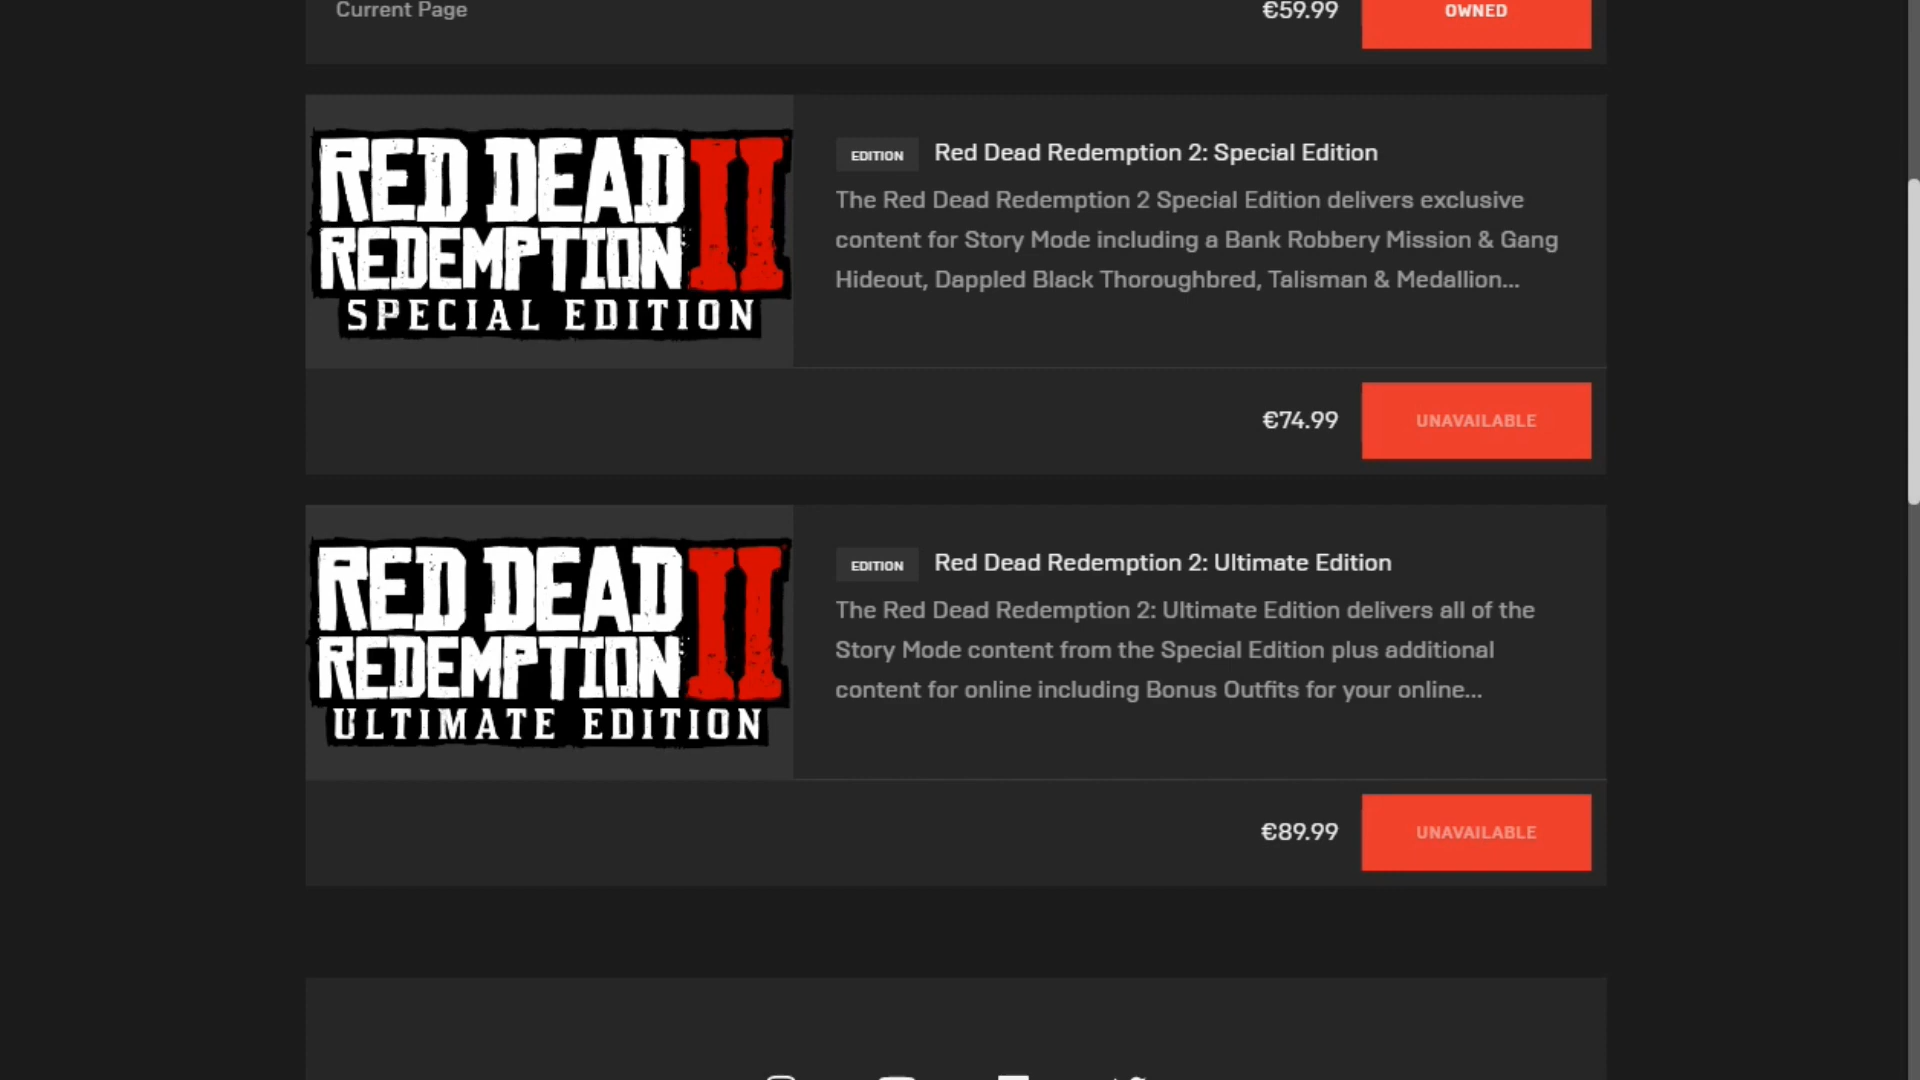 Current Page
€59.99
OWNED
RED DEAD
REDEMPTION II
SPECIAL EDITION
EDITION Red Dead Redemption 2: Special Edition
The Red Dead Redemption 2 Special Edition delivers exclusive
content for Story Mode including a Bank Robbery Mission & Gang
Hideout, Dappled Black Thoroughbred, Talisman & Medallion...
€74.99
UNAVAILABLE
RED DEAD
REDEMPTION II
ULTIMATE EDITION
EDITION Red Dead Redemption 2: Ultimate Edition
The Red Dead Redemption 2: Ultimate Edition delivers all of the
Story Mode content from the Special Edition plus additional
content for online including Bonus Outfits for your online...
€89.99
UNAVAILABLE